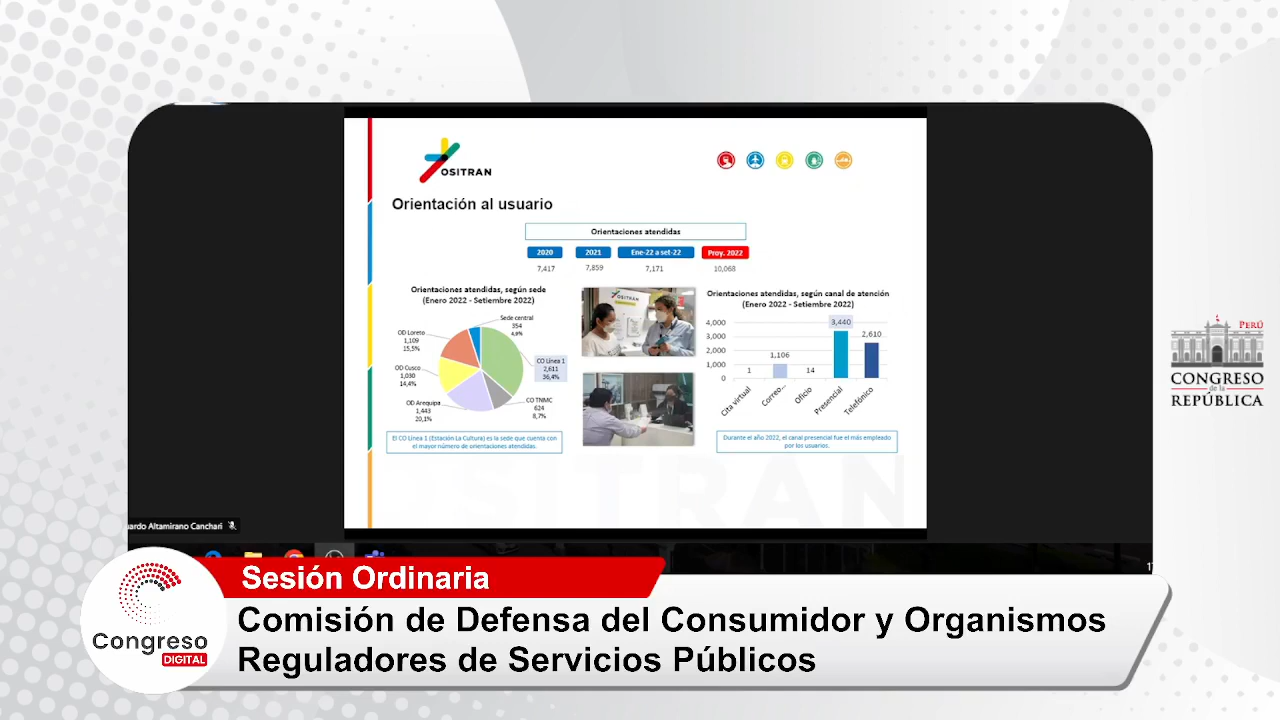 OSITRAN
Orientación al usuario
Orientaciones atendidas
2020
2021
Ene-22 a set-22
Proy. 2022
7,417
7,859
7,171
10,068
Orientaciones atendidas, según sede
(Enero 2022 - Setiembre 2022)
Sede central
354
4,8%
OD Loreto
1,109
15,5%
CO Línea 1
2,611
36,4%
OD Cusco
1,030
14,4%
CO TNMC
624
8,7%
OD Arequipa
1,443
20,1%
El CO Línea 1 (Estación La Cultura) es la sede que cuenta con
el mayor número de orientaciones atendidas.
OSITRAN
Orientaciones atendidas, según canal de atención
(Enero 2022 - Setiembre 2022)
4,000
3,000
2,000
1,000
0
1
1,106
14
3,440
2,610
Cita virtual
Correo...
Oficio
Presencial
Telefónico
Durante el año 2022, el canal presencial fue el más empleado
por los usuarios.
OSITRAN
uardo Altamirano Canchari
PERÚ
CONGRESO
de la
REPÚBLICA
Sesión Ordinaria
Comisión de Defensa del Consumidor y Organismos
Reguladores de Servicios Públicos
Congreso
DIGITAL